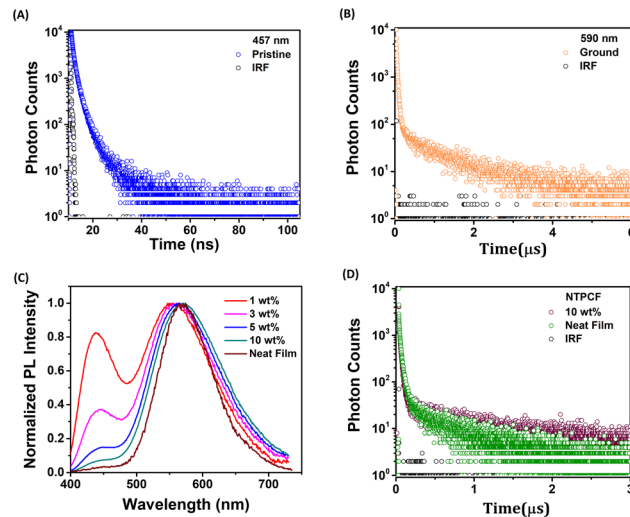 (A)
457 nm
Pristine
IRF
Photon Counts
10⁴
10³
10²
10¹
10⁰
20 40 60 80 100
Time (ns)
(B)
590 nm
Ground
IRF
Photon Counts
10⁴
10³
10²
10¹
10⁰
0 2 4 6
Time(μs)
(C)
1 wt%
3 wt%
5 wt%
10 wt%
Neat Film
Normalized PL Intensity
1.0
0.8
0.6
0.4
0.2
0.0
400 500 600 700
Wavelength (nm)
(D)
NTPCF
10 wt%
Neat Film
IRF
Photon Counts
10⁴
10³
10²
10¹
10⁰
0 1 2 3
Time(μs)